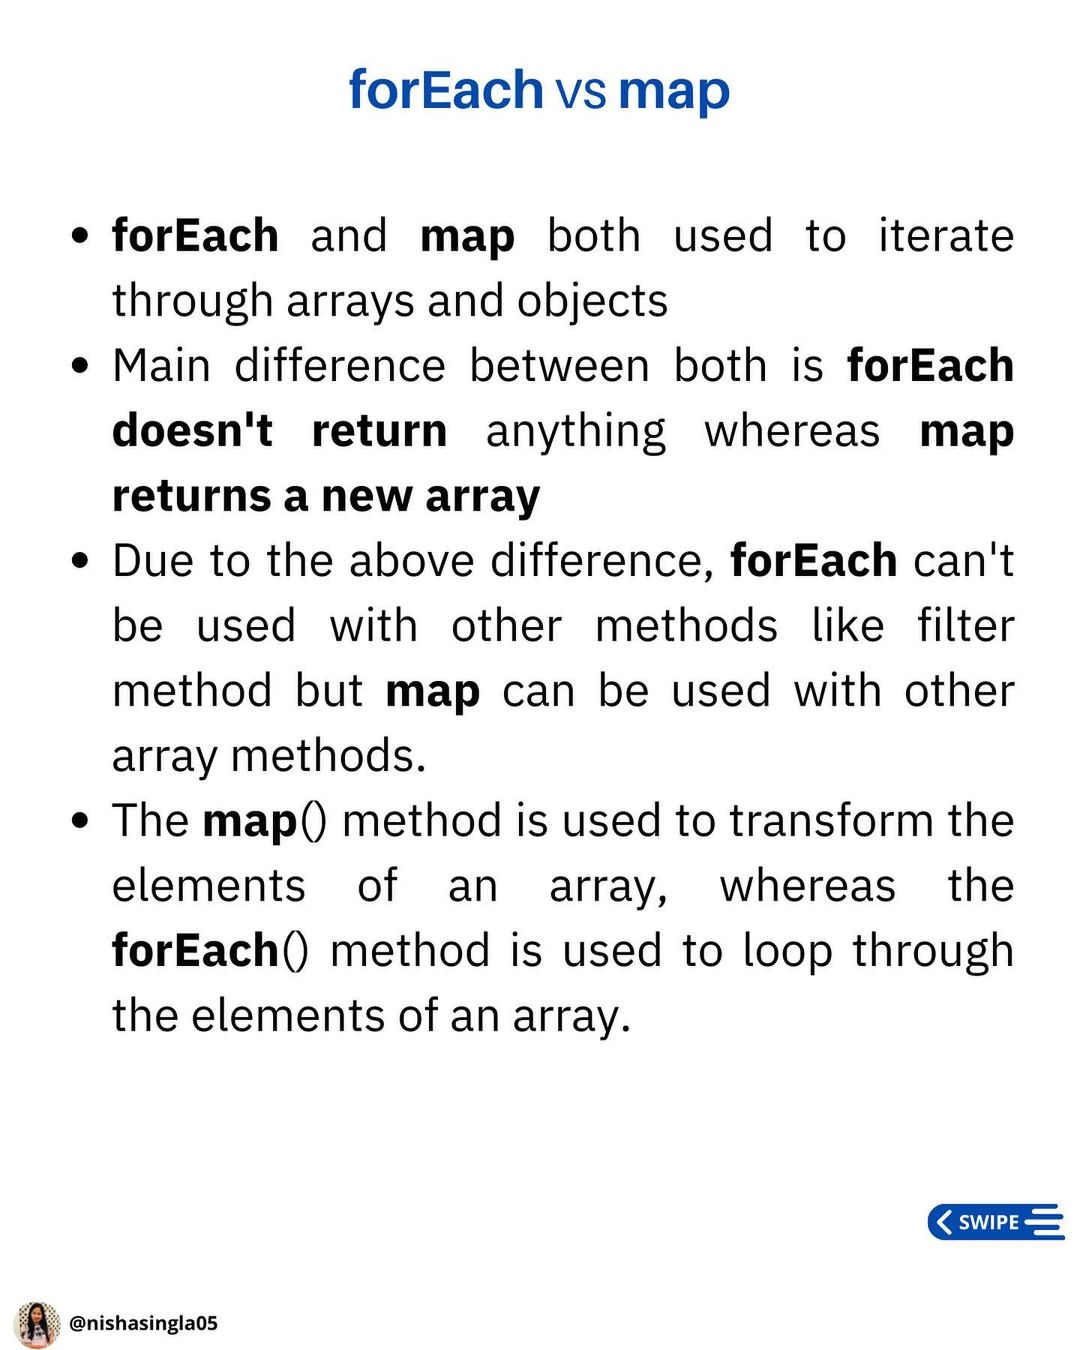 forEach vs map
• forEach and map both used to iterate
through arrays and objects
• Main difference between both is forEach
doesn't return anything whereas map
returns a new array
• Due to the above difference, forEach can't
be used with other methods like filter
method but map can be used with other
array methods.
• The map() method is used to transform the
elements of an array, whereas the
forEach() method is used to loop through
the elements of an array.
SWIPE
@nishasingla05